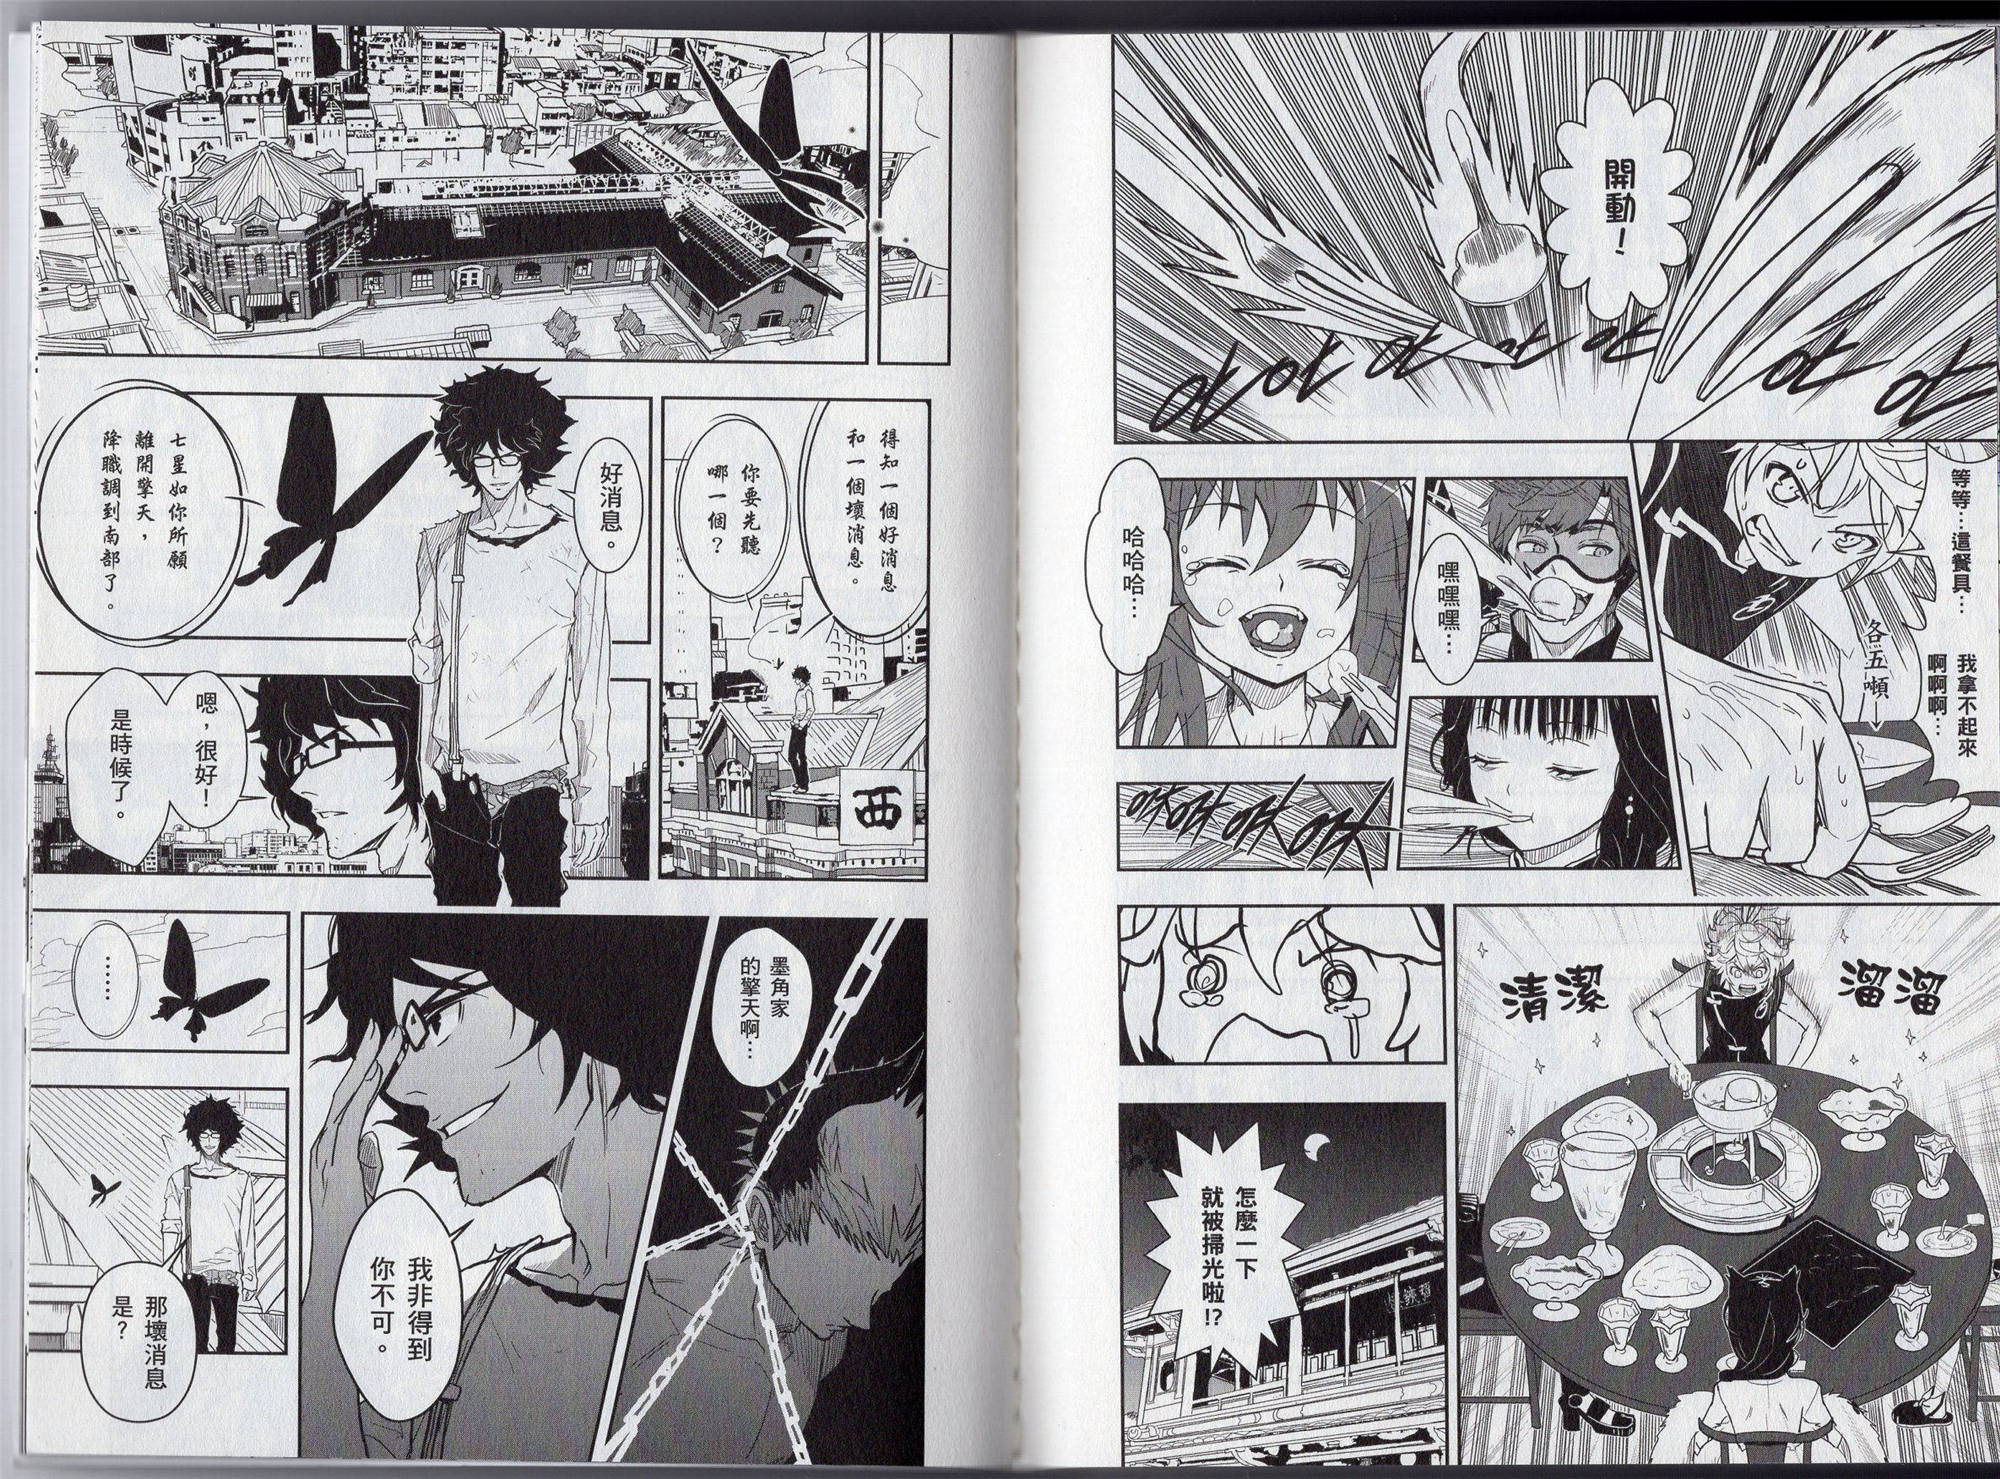 開動!
等等…這餐具…
我拿不起來
啊啊啊…
各五噸
嘿嘿嘿…
哈哈哈…
溜溜
清潔
怎麼一下
就被掃光啦!?
得知一個好消息
和一個壞消息。
你要先聽
哪一個?
西
好消息。
七星如你所願
離開擎天,
降職調到南部了。
嗯,很好!
是時候了。
墨角家
的擎天啊…
我非得到
你不可。
……
那壞消息
是?